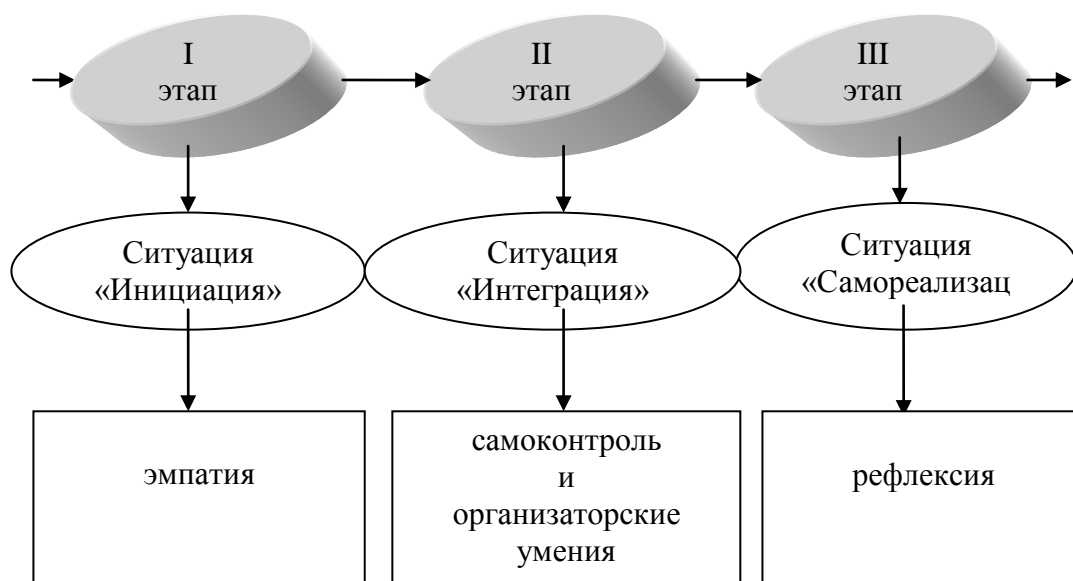 I
этап
II
этап
III
этап
Ситуация
«Инициация»
Ситуация
«Интеграция»
Ситуация
«Самореализац
эмпатия
самоконтроль
и
организаторские
умения
рефлексия